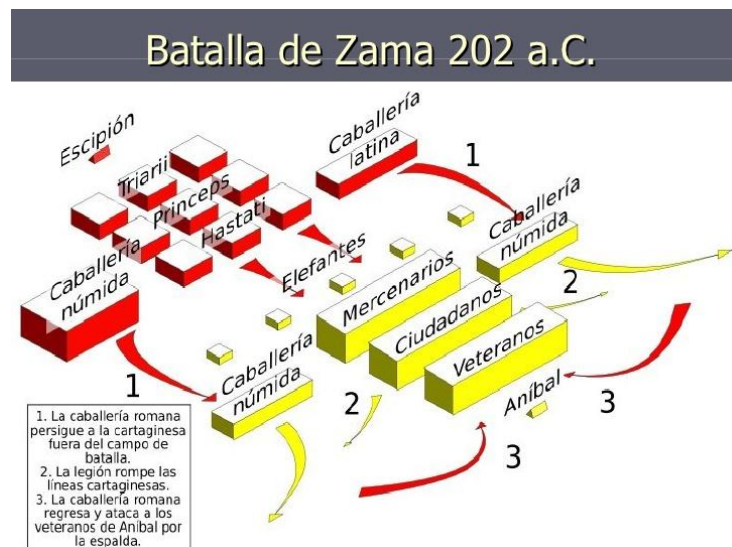 Batalla de Zama 202 a.C.
Escipión
Triarii
Princeps
Hastati
Caballería
latina
1
Caballería
númida
2
Elefantes
Caballería
númida
1
Mercenarios
Ciudadanos
Veteranos
Caballería
númida
2
Aníbal
3
3
1. La caballería romana
persigue a la cartaginesa
fuera del campo de
batalla.
2. La legión rompe las
líneas cartaginesas.
3. La caballería romana
regresa y ataca a los
veteranos de Aníbal por
la espalda.